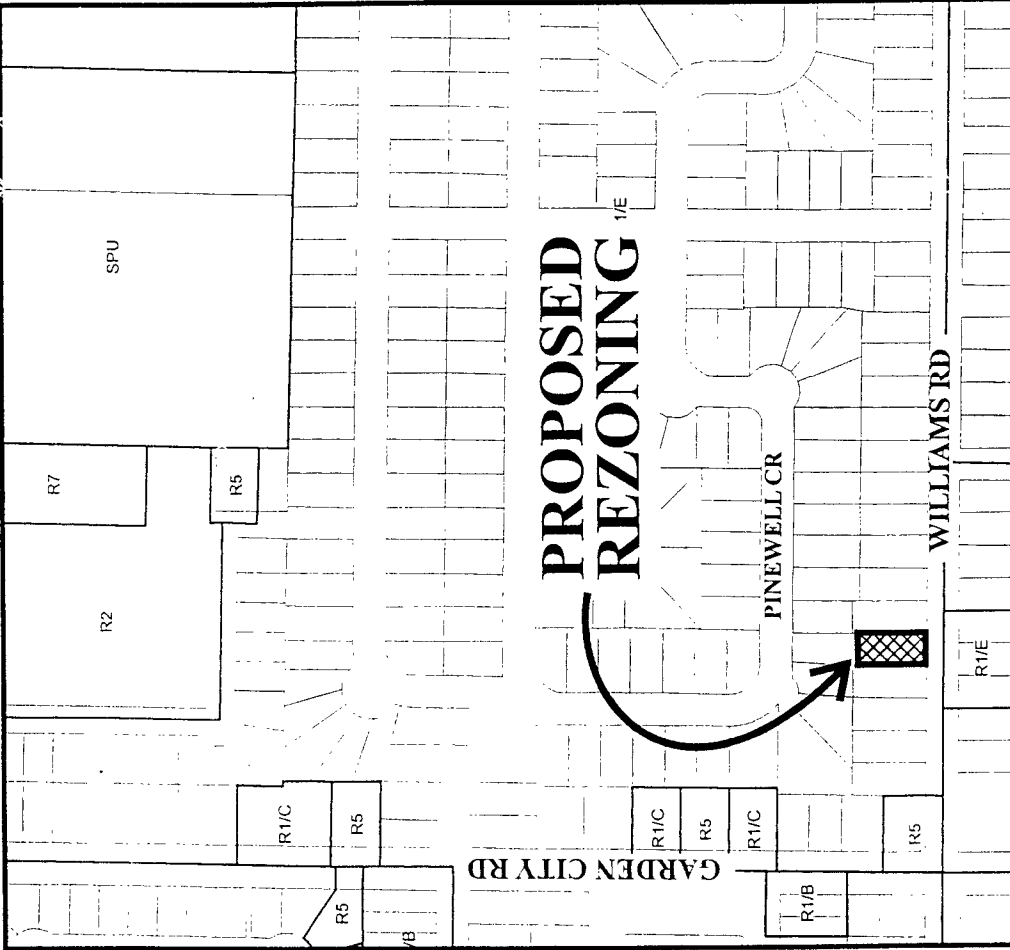 SPU
R7
R5
R2
PROPOSED
REZONING
1/E
PINEWELL CR
WILLIAMS RD
R1/E
R1/C
R5
R1/C
R5
R1/C
R5
GARDEN CITY RD
R5
/B
R1/B